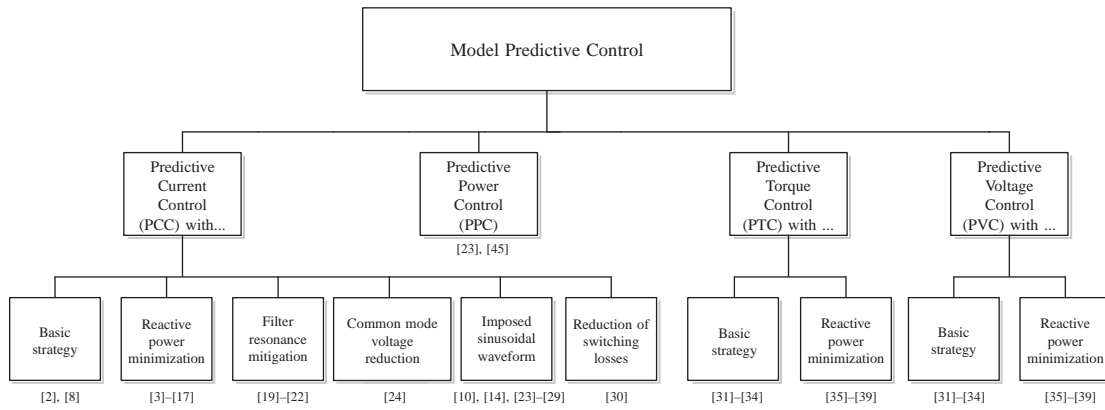 Model Predictive Control
Predictive
Current
Control
(PCC) with...
Predictive
Power
Control
(PPC)
[23], [45]
Predictive
Torque
Control
(PTC) with ...
Predictive
Voltage
Control
(PVC) with ...
Basic
strategy
[2], [8]
Reactive
power
minimization
[3]–[17]
Filter
resonance
mitigation
[19]–[22]
Common mode
voltage
reduction
[24]
Imposed
sinusoidal
waveform
[10], [14], [23]–[29]
Reduction of
switching
losses
[30]
Basic
strategy
[31]–[34]
Reactive
power
minimization
[35]–[39]
Basic
strategy
[31]–[34]
Reactive
power
minimization
[35]–[39]